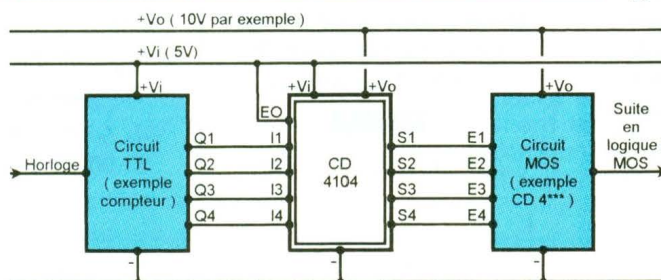 +Vo ( 10V par exemple )
+Vi ( 5V)
+Vi
+Vi
+Vo
+Vo
EO
Circuit
TTL
( exemple
compteur )
Horloge
Q1
Q2
Q3
Q4
I1
I2
I3
I4
CD
4104
S1
S2
S3
S4
E1
E2
E3
E4
Circuit
MOS
( exemple
CD 4*** )
Suite
en
logique
MOS
-
-
-